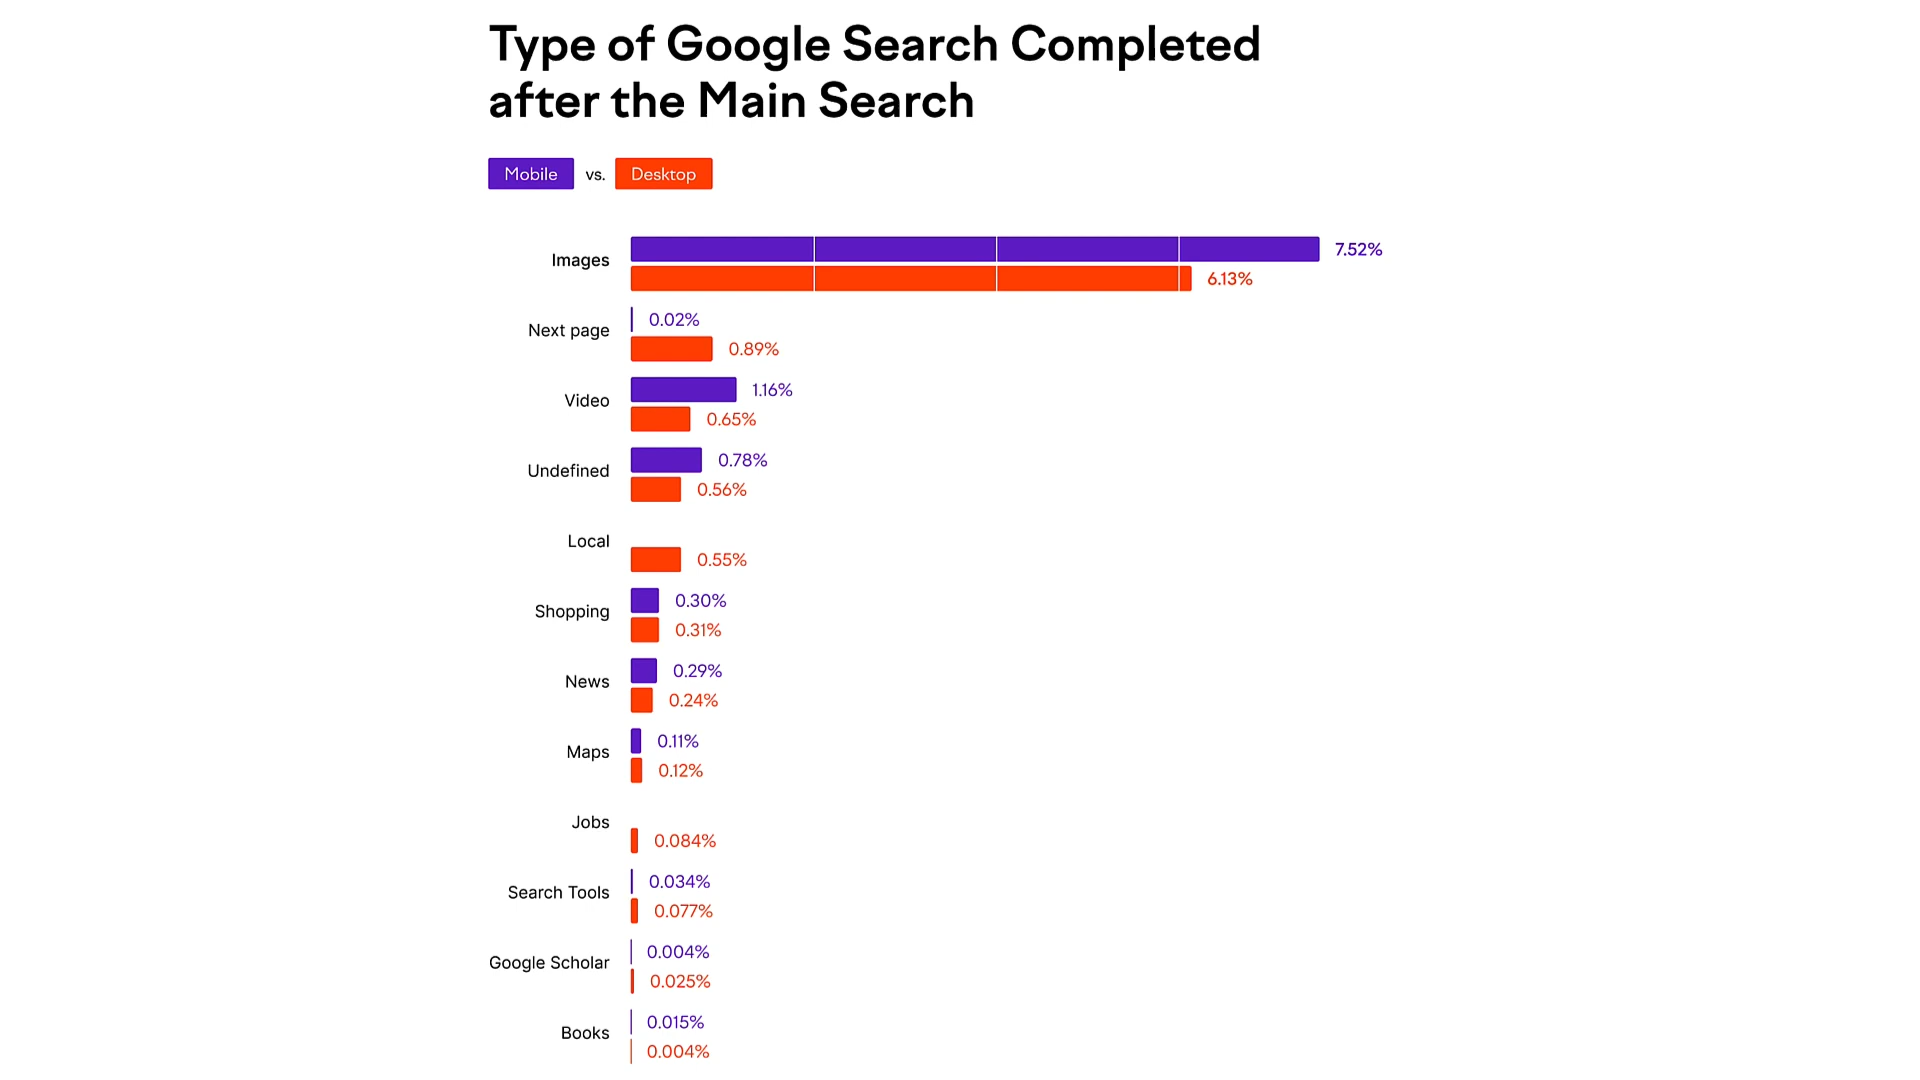 Type of Google Search Completed
after the Main Search
Mobile vs. Desktop
Images
7.52%
6.13%
Next page
0.02%
0.89%
Video
1.16%
0.65%
Undefined
0.78%
0.56%
Local
0.55%
Shopping
0.30%
0.31%
News
0.29%
0.24%
Maps
0.11%
0.12%
Jobs
0.084%
Search Tools
0.034%
0.077%
Google Scholar
0.004%
0.025%
Books
0.015%
0.004%